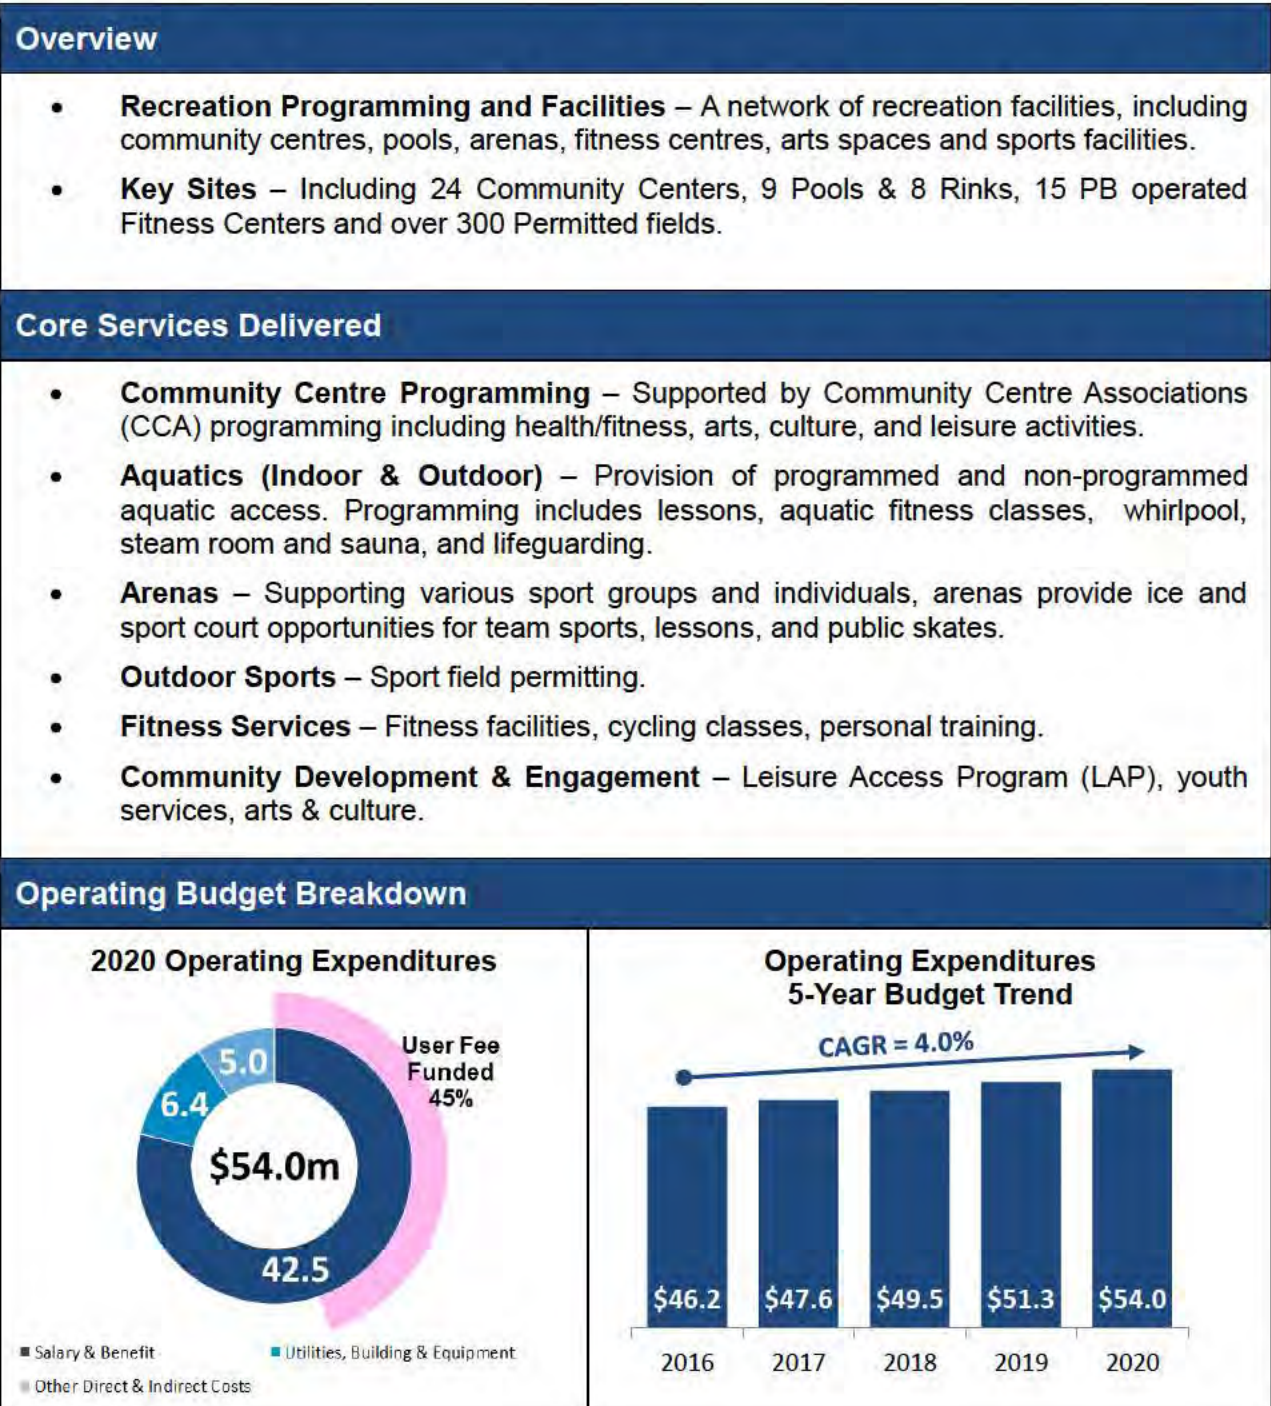 Overview
• Recreation Programming and Facilities – A network of recreation facilities, including
community centres, pools, arenas, fitness centres, arts spaces and sports facilities.
• Key Sites – Including 24 Community Centers, 9 Pools & 8 Rinks, 15 PB operated
Fitness Centers and over 300 Permitted fields.
Core Services Delivered
• Community Centre Programming – Supported by Community Centre Associations
(CCA) programming including health/fitness, arts, culture, and leisure activities.
• Aquatics (Indoor & Outdoor) – Provision of programmed and non-programmed
aquatic access. Programming includes lessons, aquatic fitness classes, whirlpool,
steam room and sauna, and lifeguarding.
• Arenas – Supporting various sport groups and individuals, arenas provide ice and
sport court opportunities for team sports, lessons, and public skates.
• Outdoor Sports – Sport field permitting.
• Fitness Services – Fitness facilities, cycling classes, personal training.
• Community Development & Engagement – Leisure Access Program (LAP), youth
services, arts & culture.
Operating Budget Breakdown
2020 Operating Expenditures
User Fee
Funded
45%
5.0
6.4
$54.0m
42.5
Salary & Benefit
Utilities, Building & Equipment
Other Direct & Indirect Costs
Operating Expenditures
5-Year Budget Trend
CAGR = 4.0%
$46.2 $47.6 $49.5 $51.3 $54.0
2016 2017 2018 2019 2020